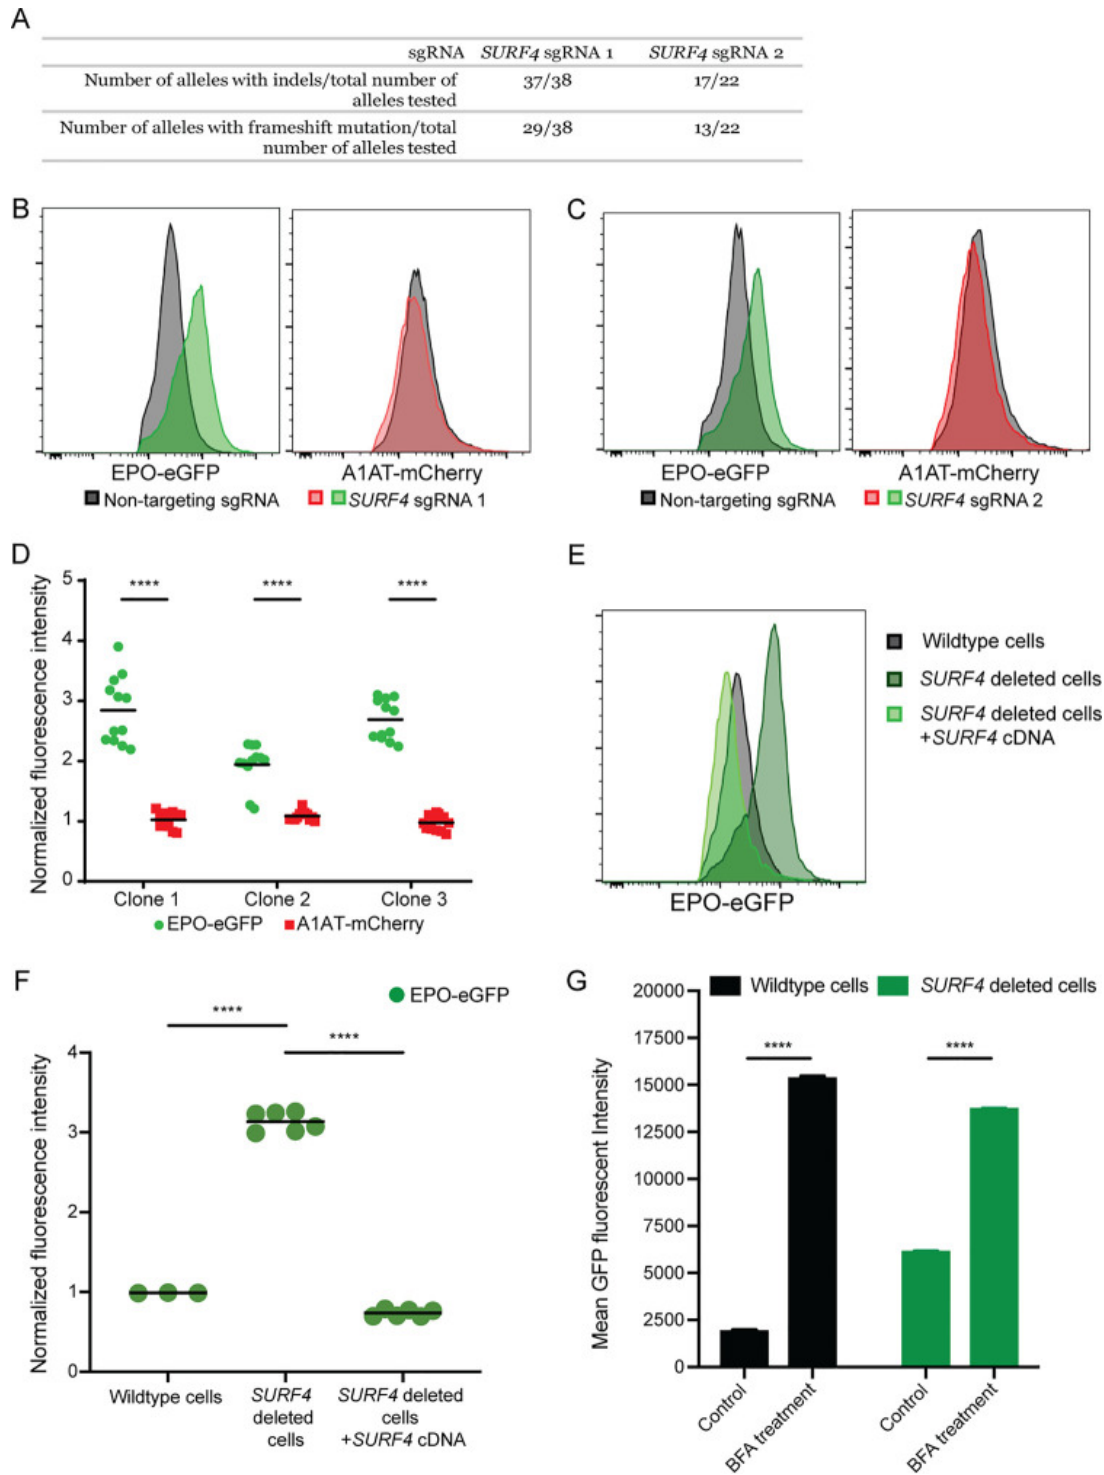 A
sgRNA SURF4 sgRNA 1 SURF4 sgRNA 2
Number of alleles with indels/total number of alleles tested 37/38 17/22
Number of alleles with frameshift mutation/total number of alleles tested 29/38 13/22
B
EPO-eGFP
A1AT-mCherry
Non-targeting sgRNA
SURF4 sgRNA 1
C
EPO-eGFP
A1AT-mCherry
Non-targeting sgRNA
SURF4 sgRNA 2
D
Normalized fluorescence intensity
5
4
3
2
1
0
**** **** ****
Clone 1 Clone 2 Clone 3
EPO-eGFP A1AT-mCherry
E
EPO-eGFP
Wildtype cells
SURF4 deleted cells
SURF4 deleted cells
+SURF4 cDNA
F
EPO-eGFP
Normalized fluorescence intensity
4
3
2
1
0
****
****
Wildtype cells
SURF4
deleted
cells
SURF4 deleted
cells
+SURF4 cDNA
G
Wildtype cells SURF4 deleted cells
Mean GFP fluorescent Intensity
20000
17500
15000
12500
10000
7500
5000
2500
0
**** ****
Control
BFA treatment
Control
BFA treatment